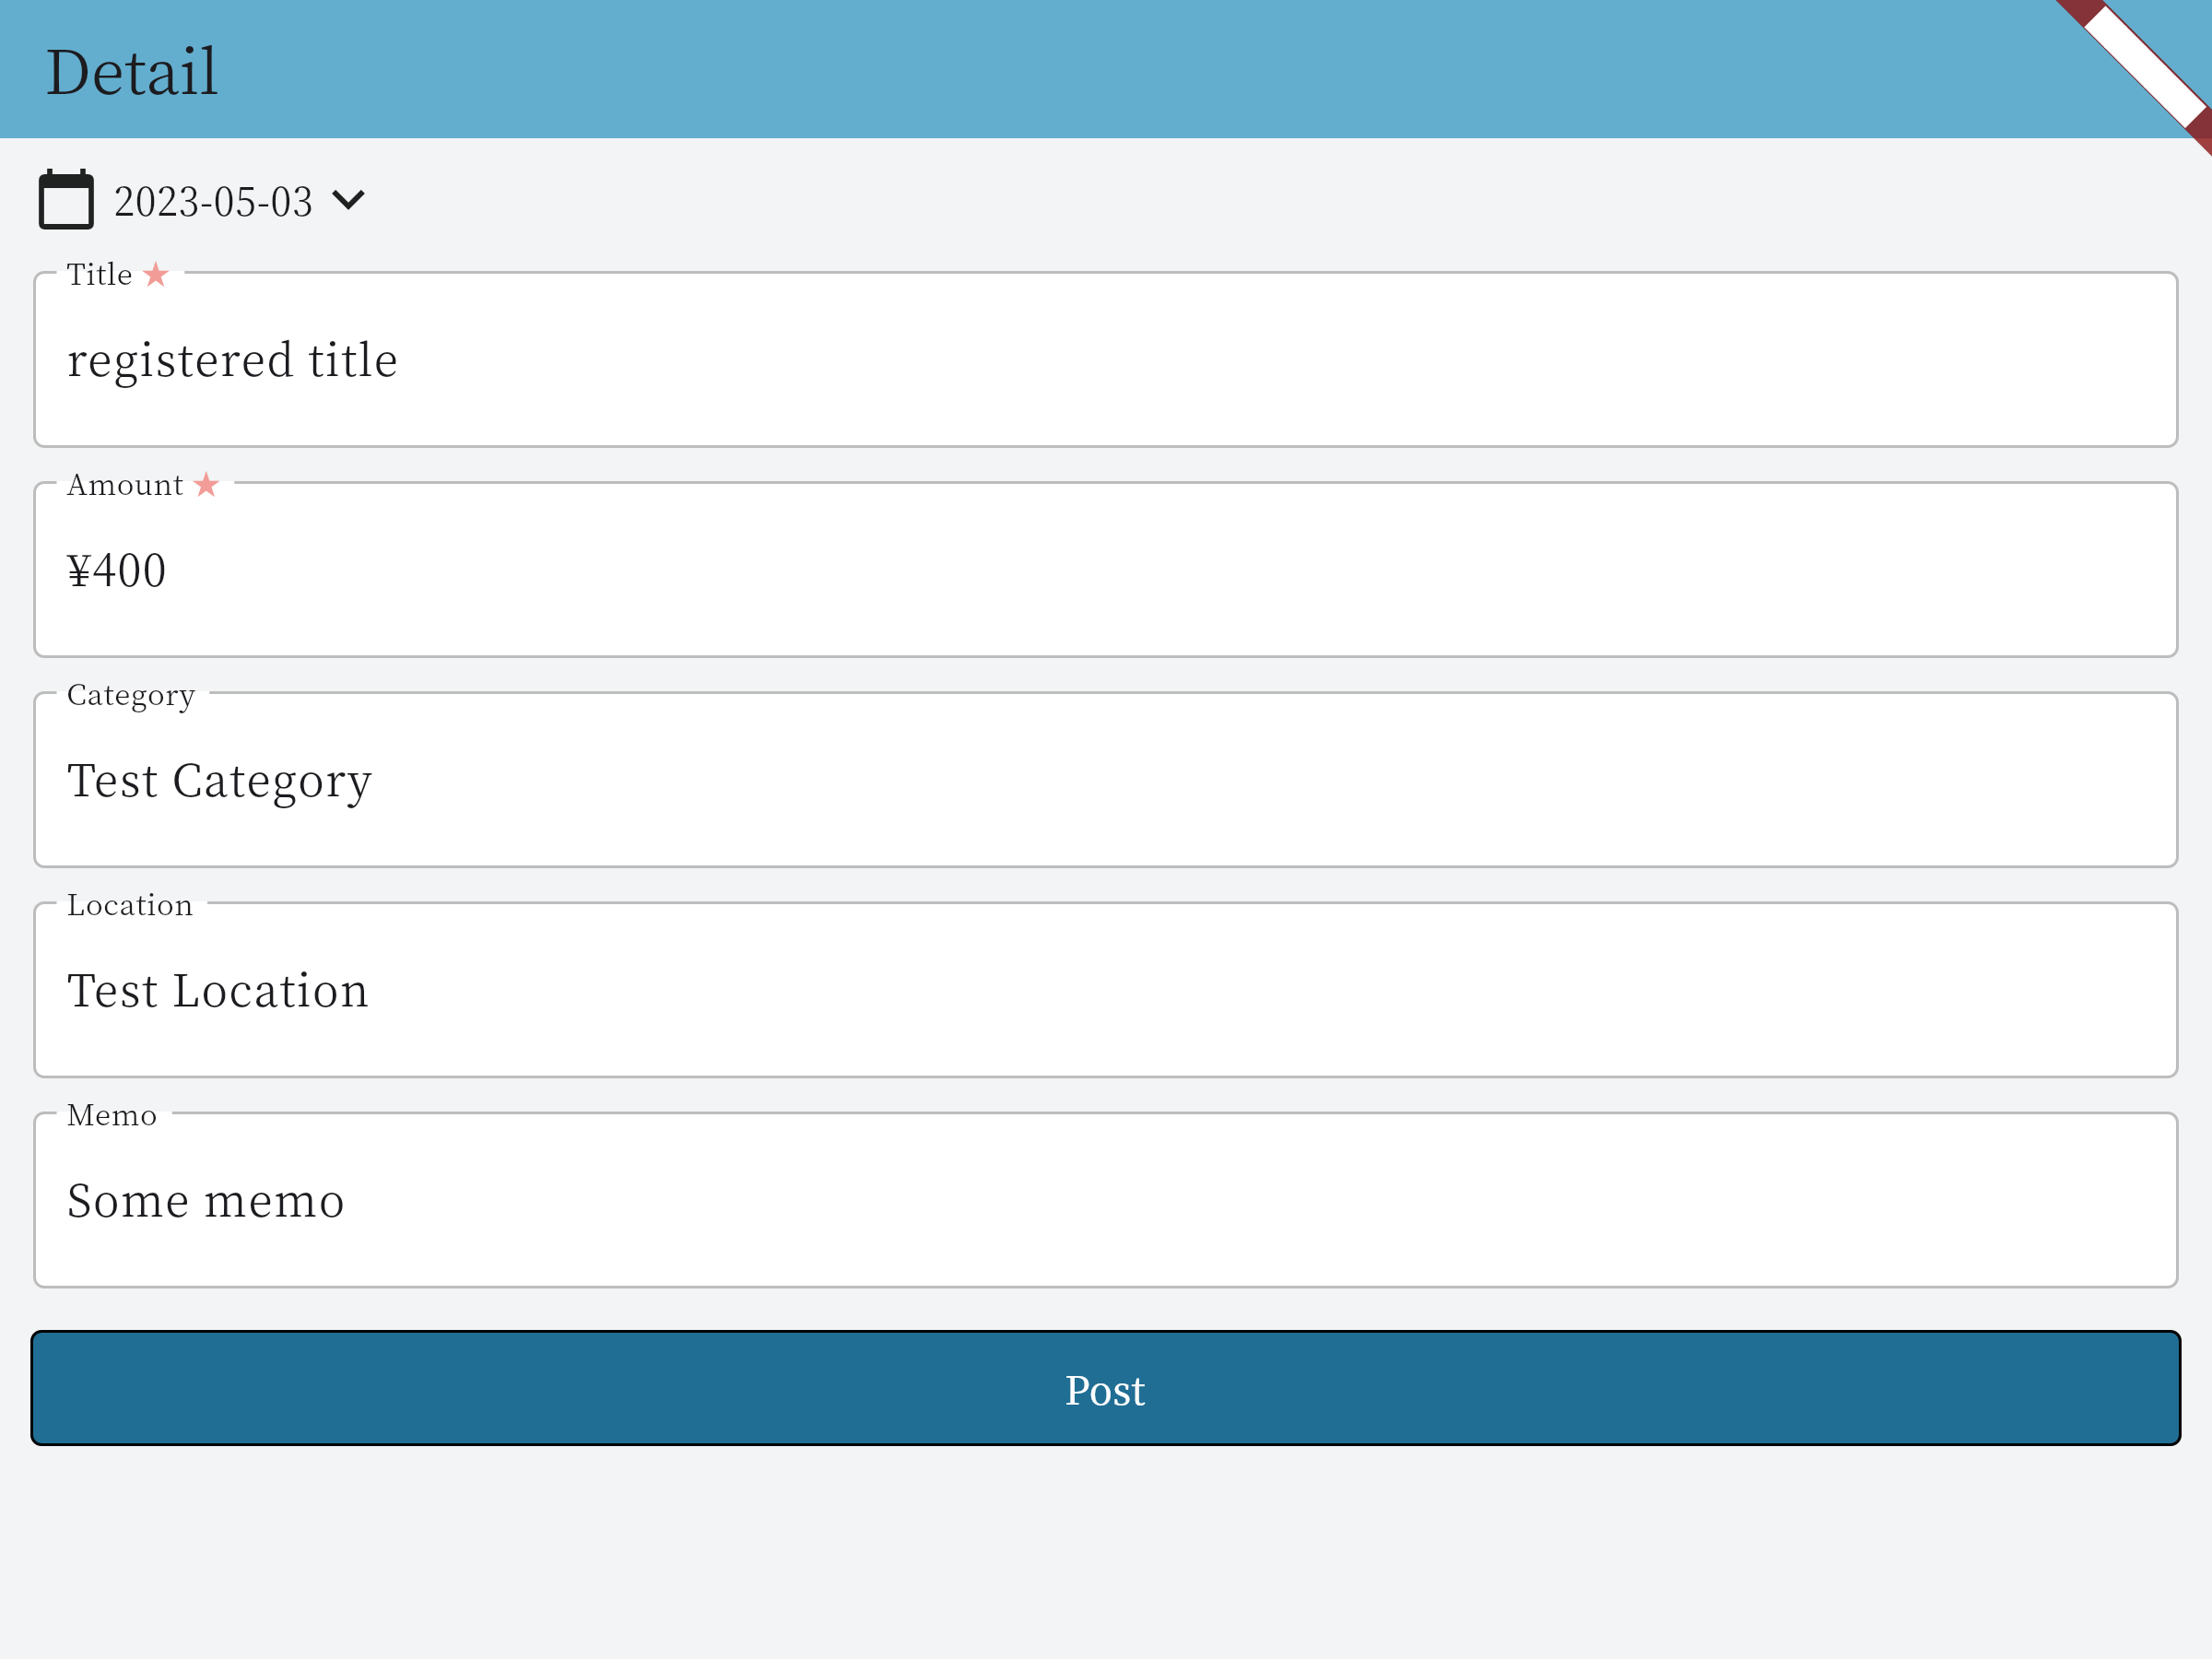 Detail
2023-05-03
Title ★
registered title
Amount ★
¥400
Category
Test Category
Location
Test Location
Memo
Some memo
Post